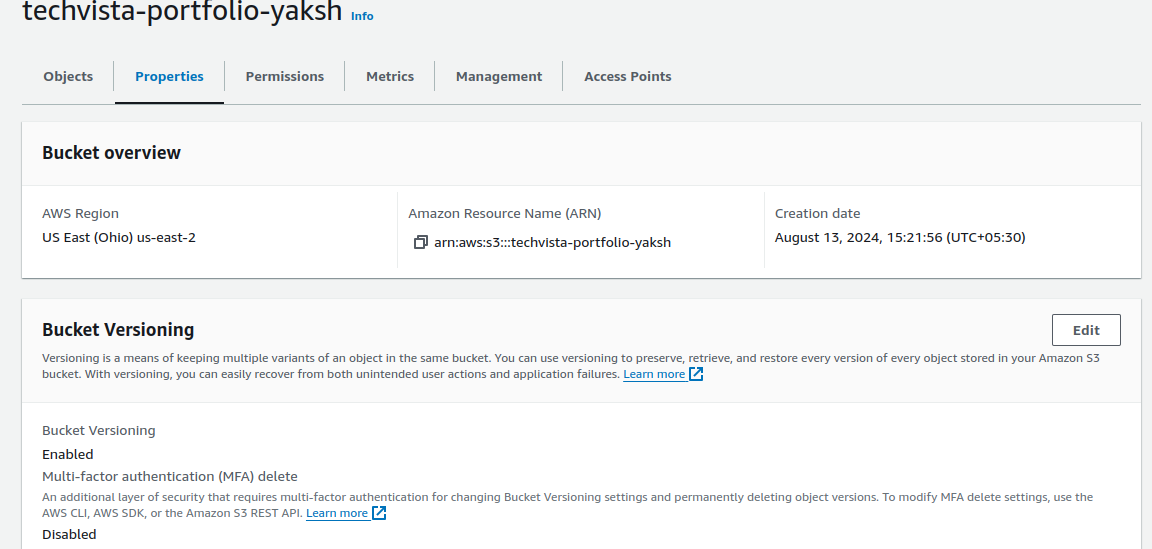 techvista-portfolio-yaksh Info
Objects Properties Permissions Metrics Management Access Points
Bucket overview
AWS Region
US East (Ohio) us-east-2
Amazon Resource Name (ARN)
arn:aws:s3:::techvista-portfolio-yaksh
Creation date
August 13, 2024, 15:21:56 (UTC+05:30)
Bucket Versioning
Edit
Versioning is a means of keeping multiple variants of an object in the same bucket. You can use versioning to preserve, retrieve, and restore every version of every object stored in your Amazon S3
bucket. With versioning, you can easily recover from both unintended user actions and application failures. Learn more
Bucket Versioning
Enabled
Multi-factor authentication (MFA) delete
An additional layer of security that requires multi-factor authentication for changing Bucket Versioning settings and permanently deleting object versions. To modify MFA delete settings, use the
AWS CLI, AWS SDK, or the Amazon S3 REST API. Learn more
Disabled